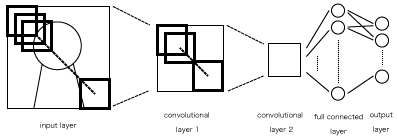 input layer
convolutional
layer 1
convolutional
layer 2
full connected
layer
output
layer